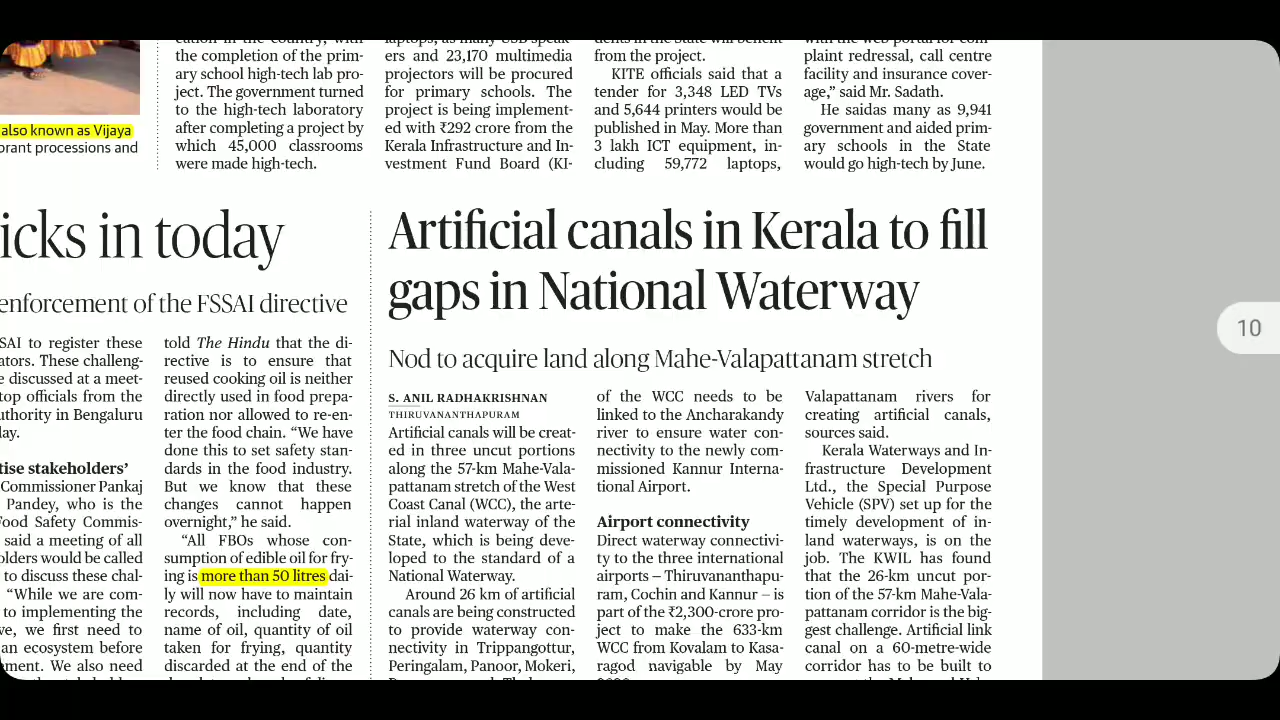 also known as Vijaya
brant processions and
the completion of the prim-
ary school high-tech lab pro-
ject. The government turned
to the high-tech laboratory
after completing a project by
which 45,000 classrooms
were made high-tech.
ers and 23,170 multimedia
projectors will be procured
for primary schools. The
project is being implement-
ed with ₹292 crore from the
Kerala Infrastructure and In-
vestment Fund Board (KI-
dents in the State will benefit
from the project.
KITE officials said that a
tender for 3,348 LED TVs
and 5,644 printers would be
published in May. More than
3 lakh ICT equipment, in-
cluding 59,772 laptops,
with the web portal for com-
plaint redressal, call centre
facility and insurance cover-
age,” said Mr. Sadath.
He saidas many as 9,941
government and aided prim-
ary schools in the State
would go high-tech by June.
icks in today
enforcement of the FSSAI directive
SAI to register these
ators. These challeng-
e discussed at a meet-
top officials from the
uthority in Bengaluru
lay.
tise stakeholders’
Commissioner Pankaj
Pandey, who is the
Food Safety Commis-
said a meeting of all
olders would be called
to discuss these chal-
“While we are com-
to implementing the
ve, we first need to
an ecosystem before
ment. We also need
told The Hindu that the di-
rective is to ensure that
reused cooking oil is neither
directly used in food prepa-
ration nor allowed to re-en-
ter the food chain. “We have
done this to set safety stan-
dards in the food industry.
But we know that these
changes cannot happen
overnight,” he said.
“All FBOs whose con-
sumption of edible oil for fry-
ing is more than 50 litres dai-
ly will now have to maintain
records, including date,
name of oil, quantity of oil
taken for frying, quantity
discarded at the end of the
Artificial canals in Kerala to fill
gaps in National Waterway
Nod to acquire land along Mahe-Valapattanam stretch
S. ANIL RADHAKRISHNAN
THIRUVANANTHAPURAM
Artificial canals will be creat-
ed in three uncut portions
along the 57-km Mahe-Vala-
pattanam stretch of the West
Coast Canal (WCC), the arte-
rial inland waterway of the
State, which is being deve-
loped to the standard of a
National Waterway.
Around 26 km of artificial
canals are being constructed
to provide waterway con-
nectivity in Trippangottur,
Peringalam, Panoor, Mokeri,
of the WCC needs to be
linked to the Ancharakandy
river to ensure water con-
nectivity to the newly com-
missioned Kannur Interna-
tional Airport.
Airport connectivity
Direct waterway connectivi-
ty to the three international
airports – Thiruvananthapu-
ram, Cochin and Kannur – is
part of the ₹2,300-crore pro-
ject to make the 633-km
WCC from Kovalam to Kasa-
ragod navigable by May
Valapattanam rivers for
creating artificial canals,
sources said.
Kerala Waterways and In-
frastructure Development
Ltd., the Special Purpose
Vehicle (SPV) set up for the
timely development of in-
land waterways, is on the
job. The KWIL has found
that the 26-km uncut por-
tion of the 57-km Mahe-Vala-
pattanam corridor is the big-
gest challenge. Artificial link
canal on a 60-metre-wide
corridor has to be built to
10